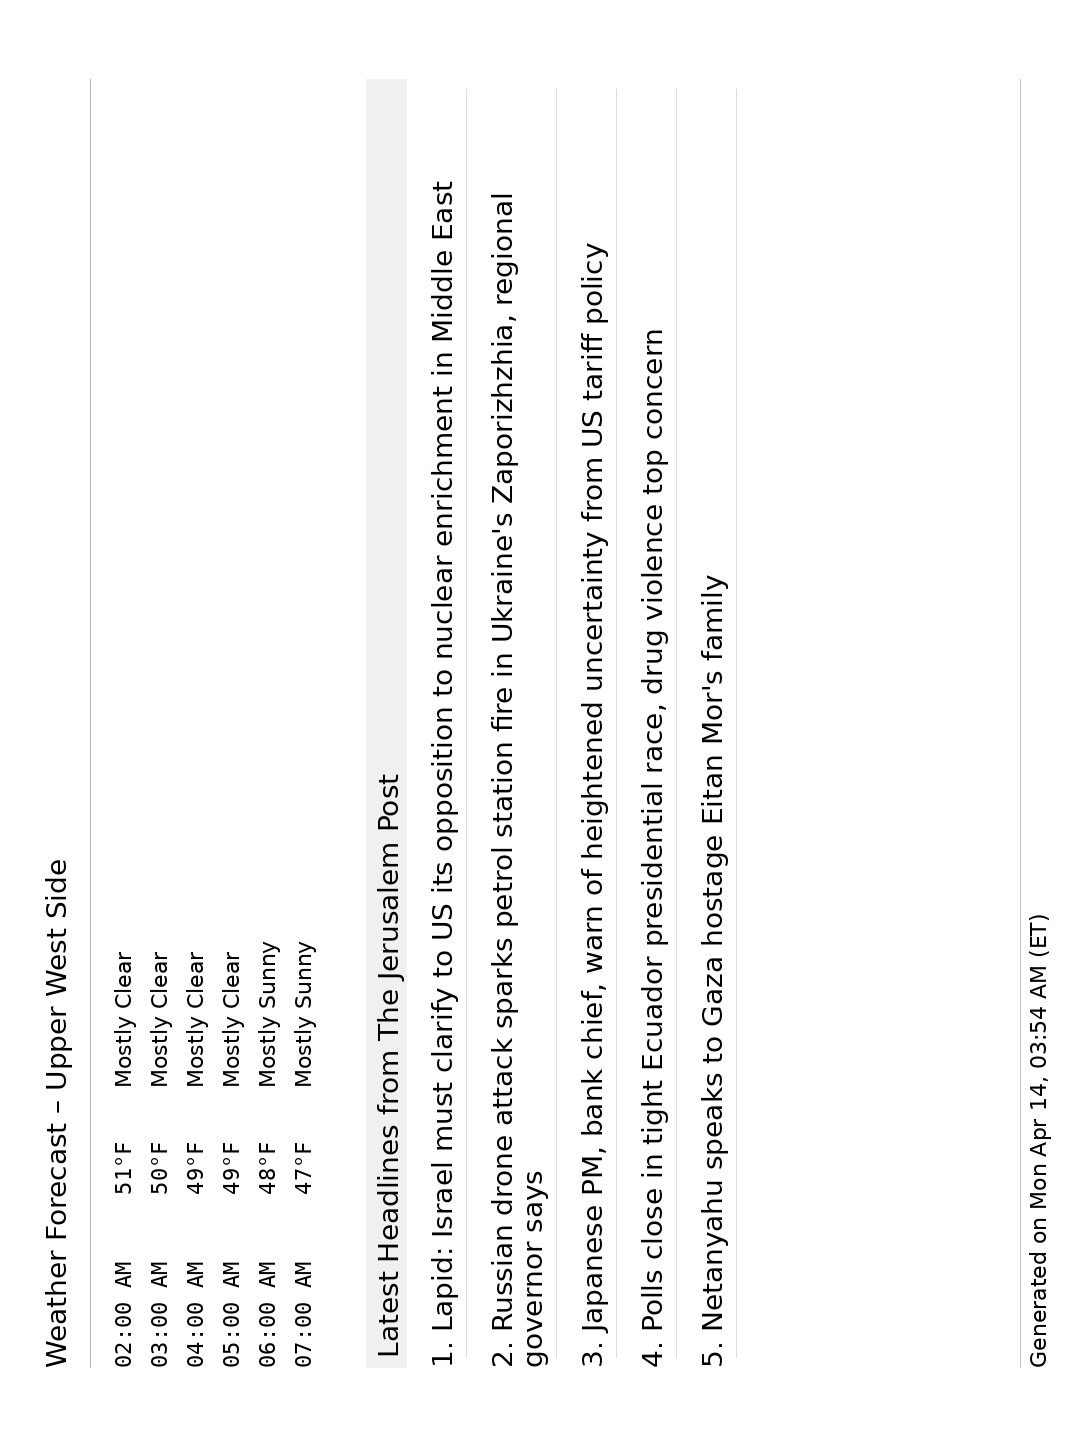 Weather Forecast – Upper West Side
02:00 AM 51°F Mostly Clear
03:00 AM 50°F Mostly Clear
04:00 AM 49°F Mostly Clear
05:00 AM 49°F Mostly Clear
06:00 AM 48°F Mostly Sunny
07:00 AM 47°F Mostly Sunny
Latest Headlines from The Jerusalem Post
1. Lapid: Israel must clarify to US its opposition to nuclear enrichment in Middle East
2. Russian drone attack sparks petrol station fire in Ukraine's Zaporizhzhia, regional
governor says
3. Japanese PM, bank chief, warn of heightened uncertainty from US tariff policy
4. Polls close in tight Ecuador presidential race, drug violence top concern
5. Netanyahu speaks to Gaza hostage Eitan Mor's family
Generated on Mon Apr 14, 03:54 AM (ET)